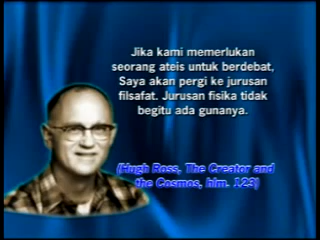 Jika kami memerlukan
seorang ateis untuk berdebat,
Saya akan pergi ke jurusan
filsafat. Jurusan fisika tidak
begitu ada gunanya.
(Hugh Ross, The Creator and
the Cosmos, hlm. 123)